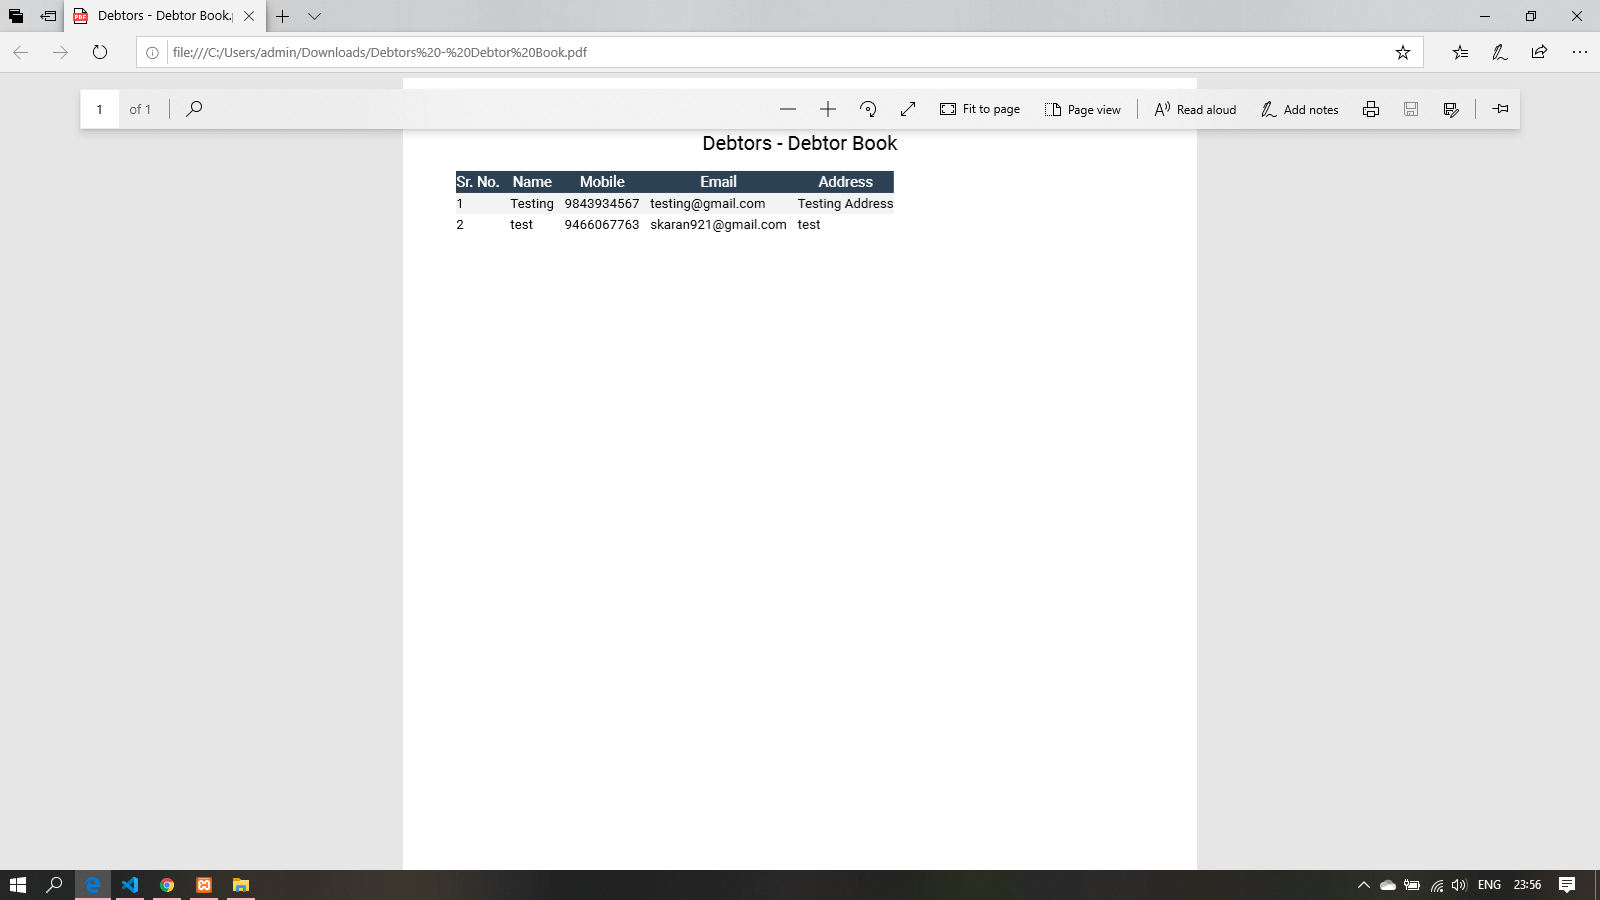 Debtors - Debtor Book.
file:///C:/Users/admin/Downloads/Debtors%20-%20Debtor%20Book.pdf
1 of 1 Fit to page Page view Read aloud Add notes
Debtors - Debtor Book
Sr. No. Name Mobile Email Address
1 Testing 9843934567 testing@gmail.com Testing Address
2 test 9466067763 skaran921@gmail.com test
ENG 23:56